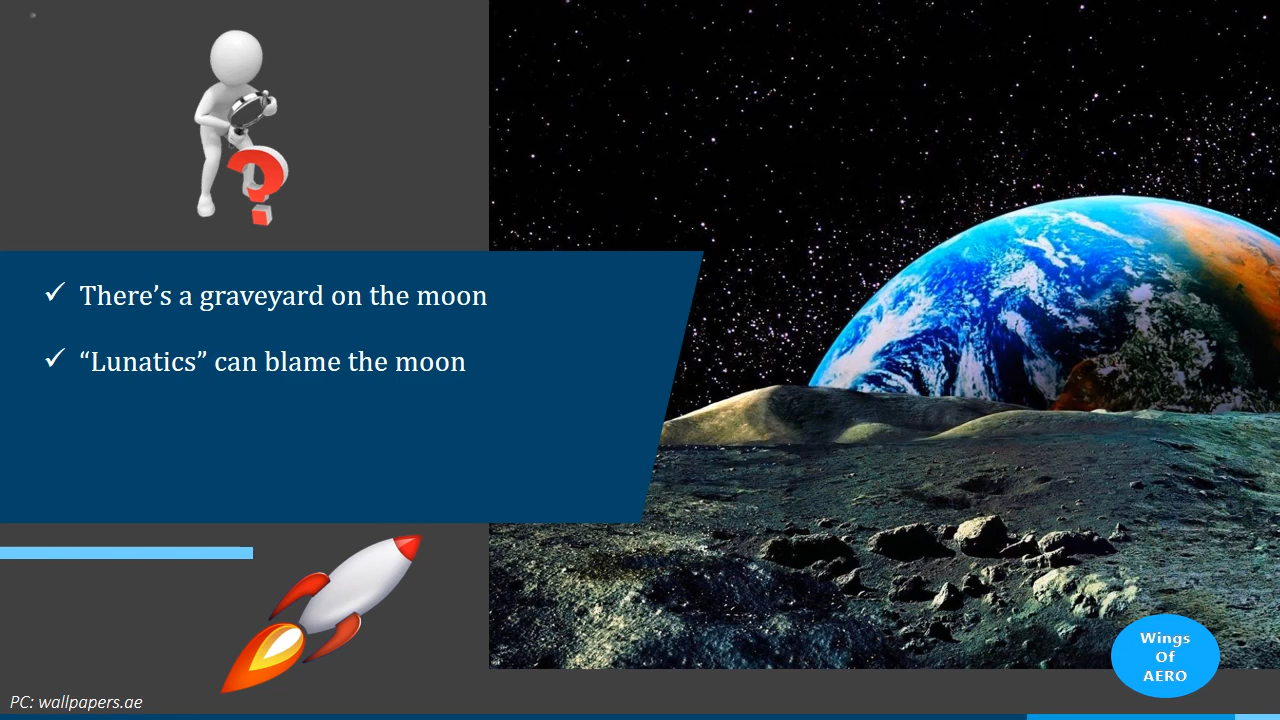 There’s a graveyard on the moon
“Lunatics” can blame the moon
Wings
Of
AERO
PC: wallpapers.ae